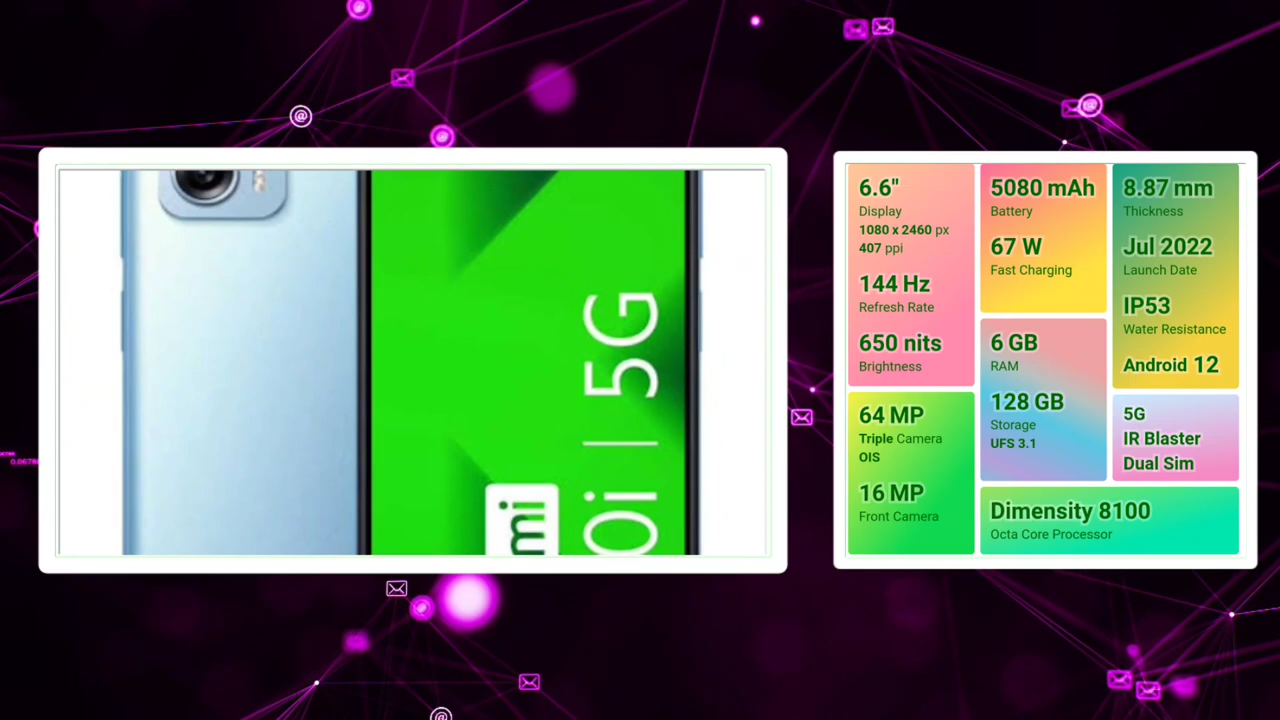 mi
0i | 5G
6.6"
Display
1080 x 2460 px
407 ppi
144 Hz
Refresh Rate
650 nits
Brightness
64 MP
Triple Camera
OIS
16 MP
Front Camera
5080 mAh
Battery
67 W
Fast Charging
6 GB
RAM
128 GB
Storage
UFS 3.1
8.87 mm
Thickness
Jul 2022
Launch Date
IP53
Water Resistance
Android 12
5G
IR Blaster
Dual Sim
Dimensity 8100
Octa Core Processor